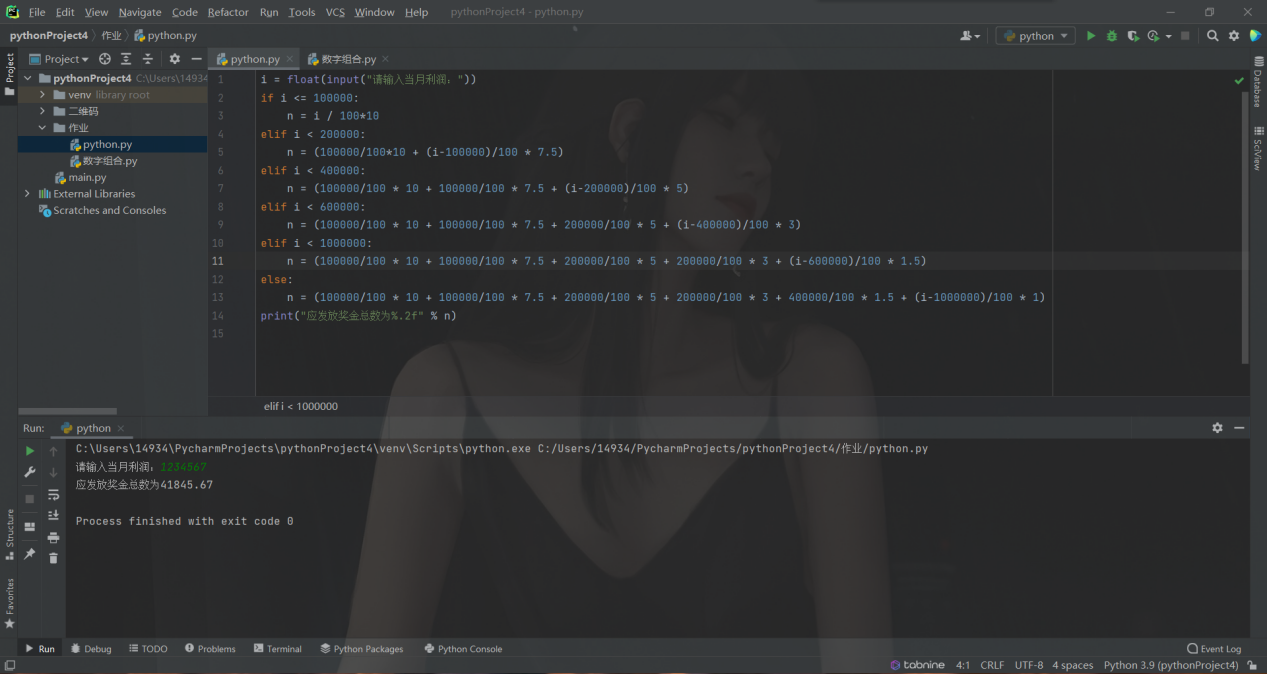 File Edit View Navigate Code Refactor Run Tools VCS Window Help pythonProject4 - python.py
pythonProject4 作业 python.py python
Project python.py 数字组合.py
Project
pythonProject4 C:\Users\14934
venv library root
二维码
作业
python.py
数字组合.py
main.py
External Libraries
Scratches and Consoles
1 i = float(input("请输入当月利润："))
2 if i <= 100000:
3 n = i / 100*10
4 elif i < 200000:
5 n = (100000/100*10 + (i-100000)/100 * 7.5)
6 elif i < 400000:
7 n = (100000/100 * 10 + 100000/100 * 7.5 + (i-200000)/100 * 5)
8 elif i < 600000:
9 n = (100000/100 * 10 + 100000/100 * 7.5 + 200000/100 * 5 + (i-400000)/100 * 3)
10 elif i < 1000000:
11 n = (100000/100 * 10 + 100000/100 * 7.5 + 200000/100 * 5 + 200000/100 * 3 + (i-600000)/100 * 1.5)
12 else:
13 n = (100000/100 * 10 + 100000/100 * 7.5 + 200000/100 * 5 + 200000/100 * 3 + 400000/100 * 1.5 + (i-1000000)/100 * 1)
14 print("应发放奖金总数为%.2f" % n)
15
elif i < 1000000
Database
SciView
Run: python
C:\Users\14934\PycharmProjects\pythonProject4\venv\Scripts\python.exe C:/Users/14934/PycharmProjects/pythonProject4/作业/python.py
请输入当月利润：1234567
应发放奖金总数为41845.67
Process finished with exit code 0
Structure
Favorites
Run Debug TODO Problems Terminal Python Packages Python Console Event Log
tabnine 4:1 CRLF UTF-8 4 spaces Python 3.9 (pythonProject4)